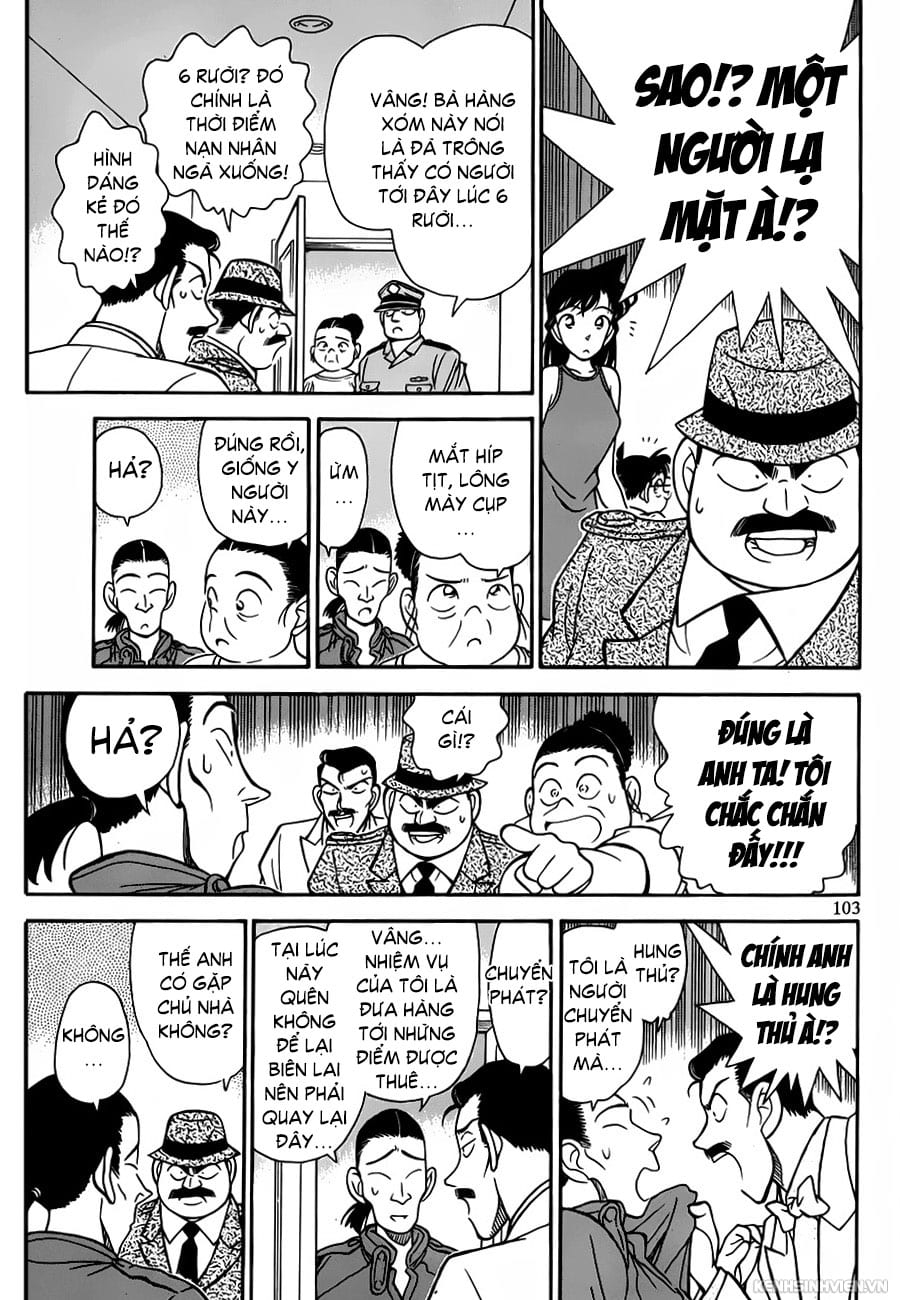 SAO!? MỘT
NGƯỜI LẠ
MẶT À!?
VÂNG! BÀ HÀNG
XÓM NÀY NÓI
LÀ ĐÃ TRÔNG
THẤY CÓ NGƯỜI
TỚI ĐÂY LÚC 6
RƯỠI...
6 RƯỠI? ĐÓ
CHÍNH LÀ
THỜI ĐIỂM
NẠN NHÂN
NGÃ XUỐNG!
HÌNH
DÁNG
KẺ ĐÓ
THẾ
NÀO!?
MẮT HÍP
TỊT, LÔNG
MÀY CỤP
...
ỪM
...
ĐÚNG RỒI,
GIỐNG Y
NGƯỜI
NÀY...
HẢ?
ĐÚNG LÀ
ANH TA! TÔI
CHẮC CHẮN
ĐẤY!!!
CÁI
GÌ!?
HẢ?
103
CHÍNH ANH
LÀ HUNG
THỦ À!?
HUNG
THỦ?
TÔI LÀ
NGƯỜI
CHUYỂN
PHÁT
MÀ...
CHUYỂN
PHÁT?
VÂNG...
NHIỆM VỤ
CỦA TÔI LÀ
ĐƯA HÀNG
TỚI NHỮNG
ĐIỂM ĐƯỢC
THUÊ...
TẠI LÚC
NÀY
QUÊN
KHÔNG
ĐỂ LẠI
BIÊN LAI
NÊN PHẢI
QUAY LẠI
ĐÂY...
THẾ ANH
CÓ GẶP
CHỦ NHÀ
KHÔNG?
KHÔNG
...
KENHSINHVIEN.VN